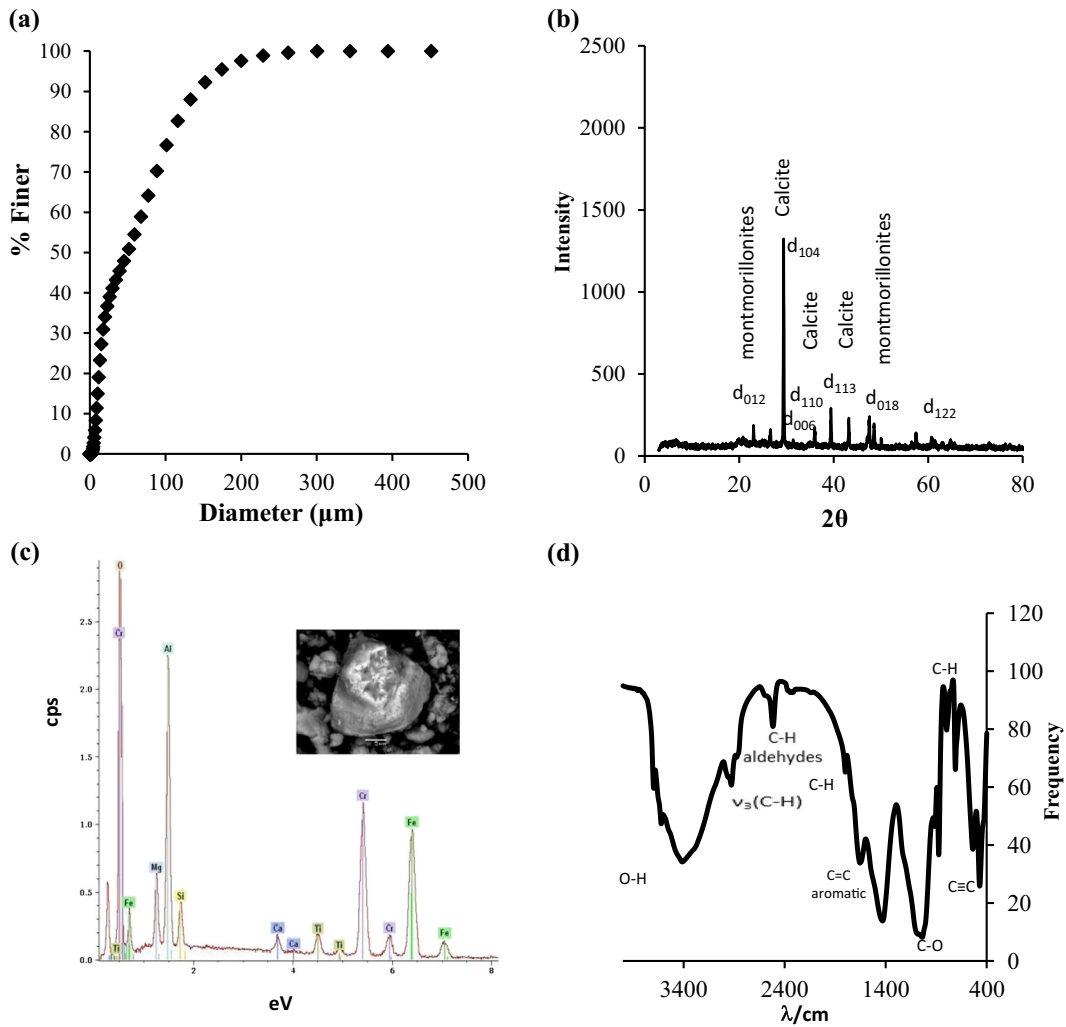 (a)
100
90
80
70
60
50
40
30
20
10
0
% Finer
0 100 200 300 400 500
Diameter (µm)
(b)
2500
2000
1500
1000
500
0
Intensity
montmorillonites
Calcite
d104
Calcite
Calcite
montmorillonites
d012
d110
d006
d113
d018
d122
0 20 40 60 80
2θ
(c)
cps
2.5
2.0
1.5
1.0
0.5
0.0
O
Cr
Al
Mg
Si
Fe
Ti
Ca
Ca
Ti
Ti
Cr
Cr
Fe
Fe
2 4 6 8
eV
(d)
120
100
80
60
40
20
0
Frequency
C-H
C-H
aldehydes
ν3(C-H)
C-H
O-H
C=C
aromatic
C≡C
C-O
3400 2400 1400 400
λ/cm